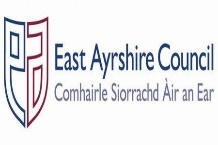 East Ayrshire Council
Comhairle Siorrachd Àir an Ear